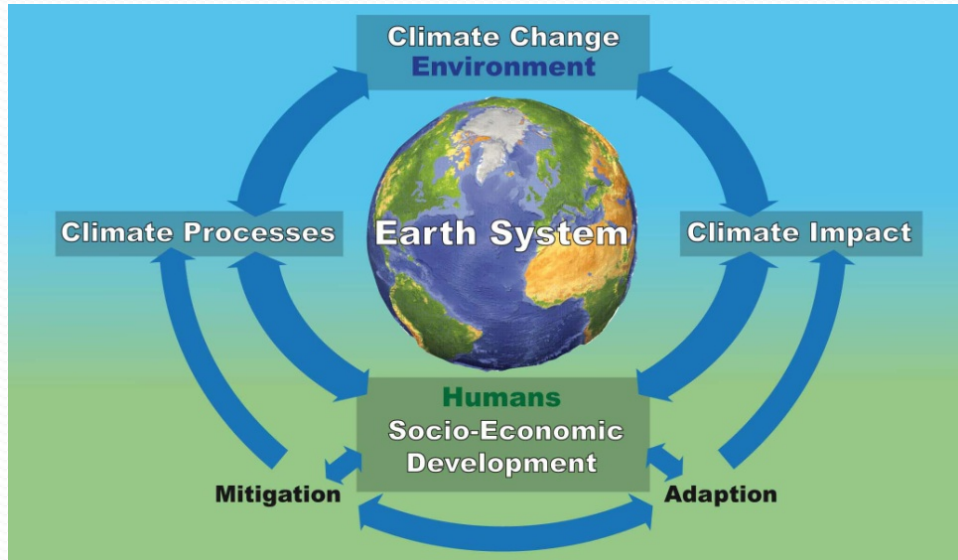 Climate Change
Environment
Climate Processes
Earth System
Climate Impact
Humans
Socio-Economic
Development
Mitigation
Adaption